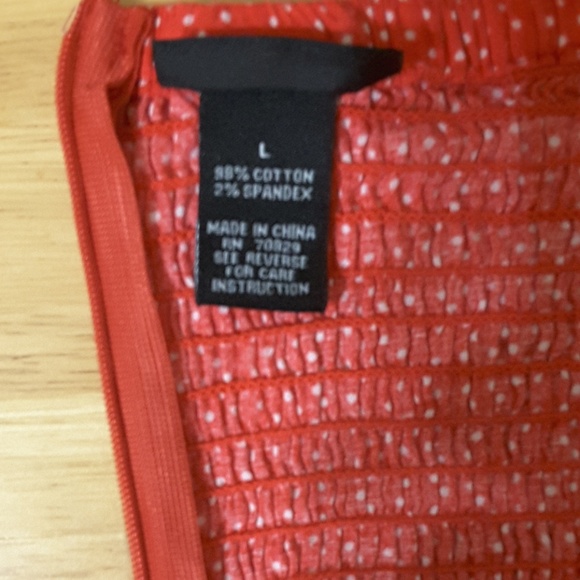 L
98% COTTON
2% SPANDEX
MADE IN CHINA
RN 70829
SEE REVERSE
FOR CARE
INSTRUCTION